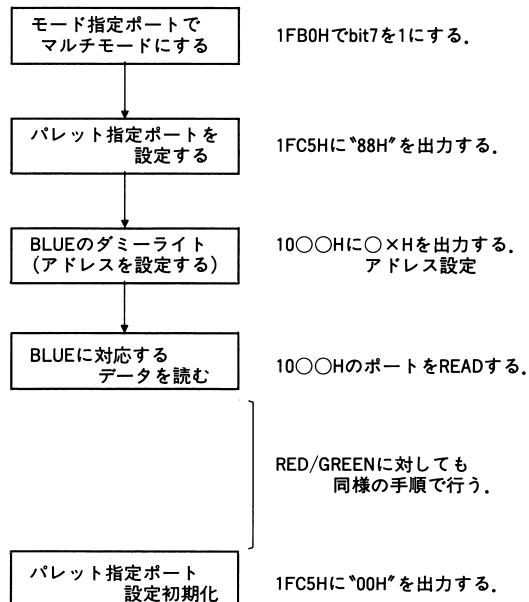 モード指定ポートで
マルチモードにする
1FB0Hでbit7を1にする.
パレット指定ポートを
設定する
1FC5Hに〝88H〟を出力する.
BLUEのダミーライト
(アドレスを設定する)
10○○Hに○×Hを出力する.
アドレス設定
BLUEに対応する
データを読む
10○○HのポートをREADする.
RED/GREENに対しても
同様の手順で行う.
パレット指定ポート
設定初期化
1FC5Hに〝00H〟を出力する.